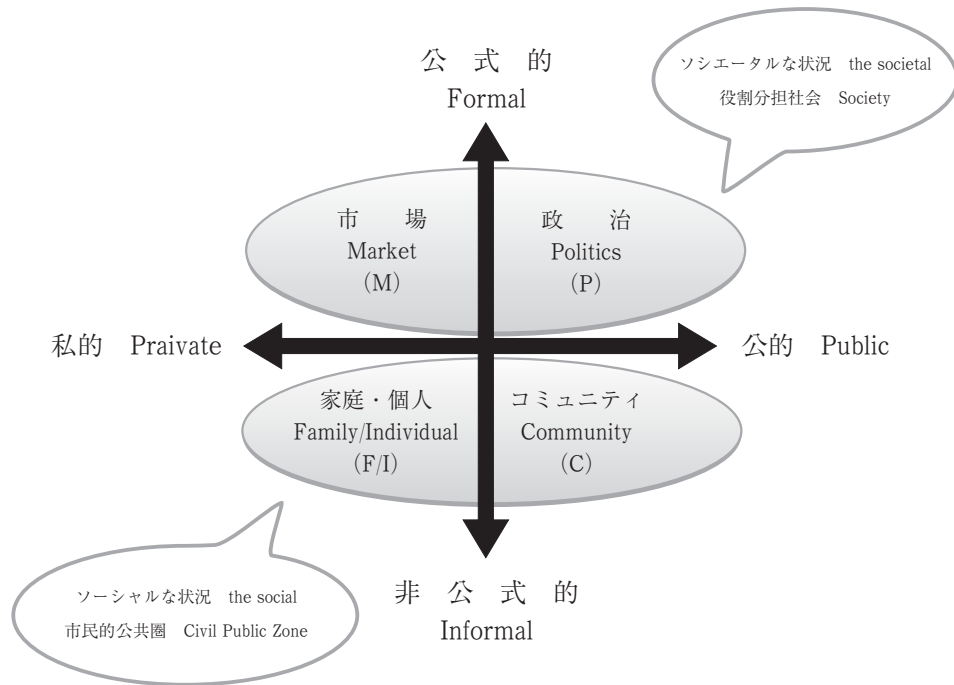 公　式　的
Formal
ソシエータルな状況　the societal
役割分担社会　Society
市　　場
Market
(M)
政　　治
Politics
(P)
私的　Praivate
公的　Public
家庭・個人
Family/Individual
(F/I)
コミュニティ
Community
(C)
ソーシャルな状況　the social
市民的公共圏　Civil Public Zone
非　公　式　的
Informal